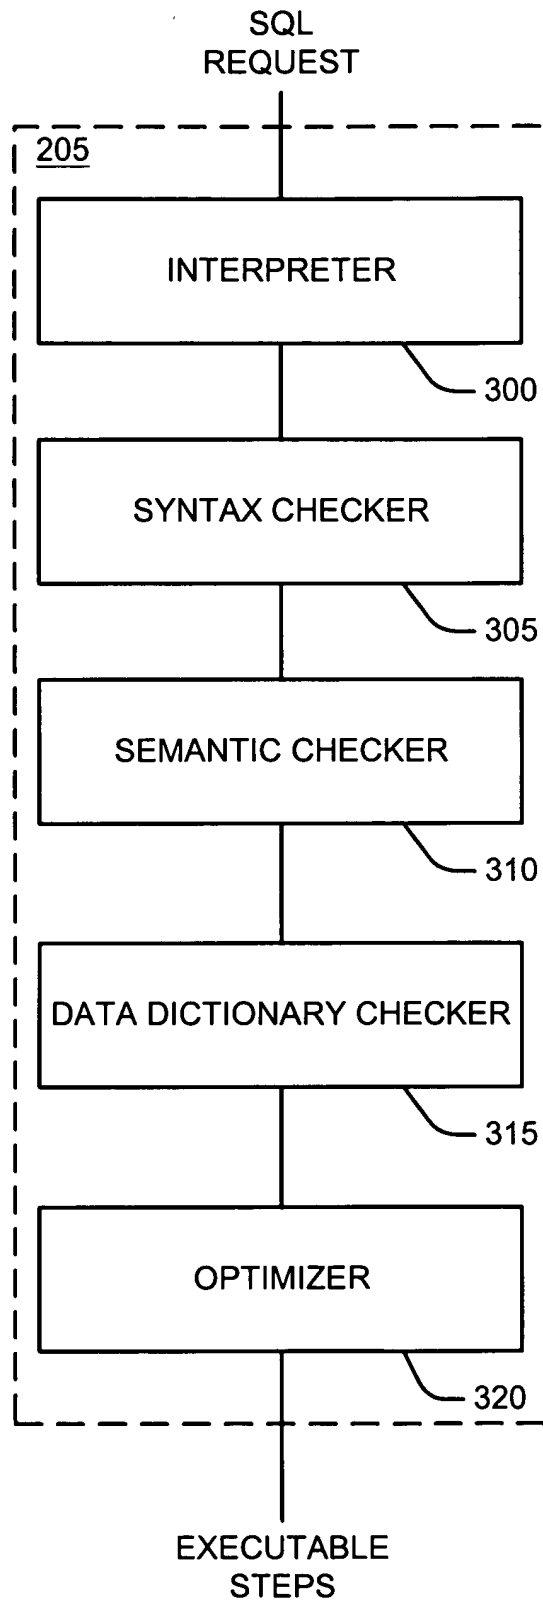 SQL
REQUEST
205
INTERPRETER
300
SYNTAX CHECKER
305
SEMANTIC CHECKER
310
DATA DICTIONARY CHECKER
315
OPTIMIZER
320
EXECUTABLE
STEPS